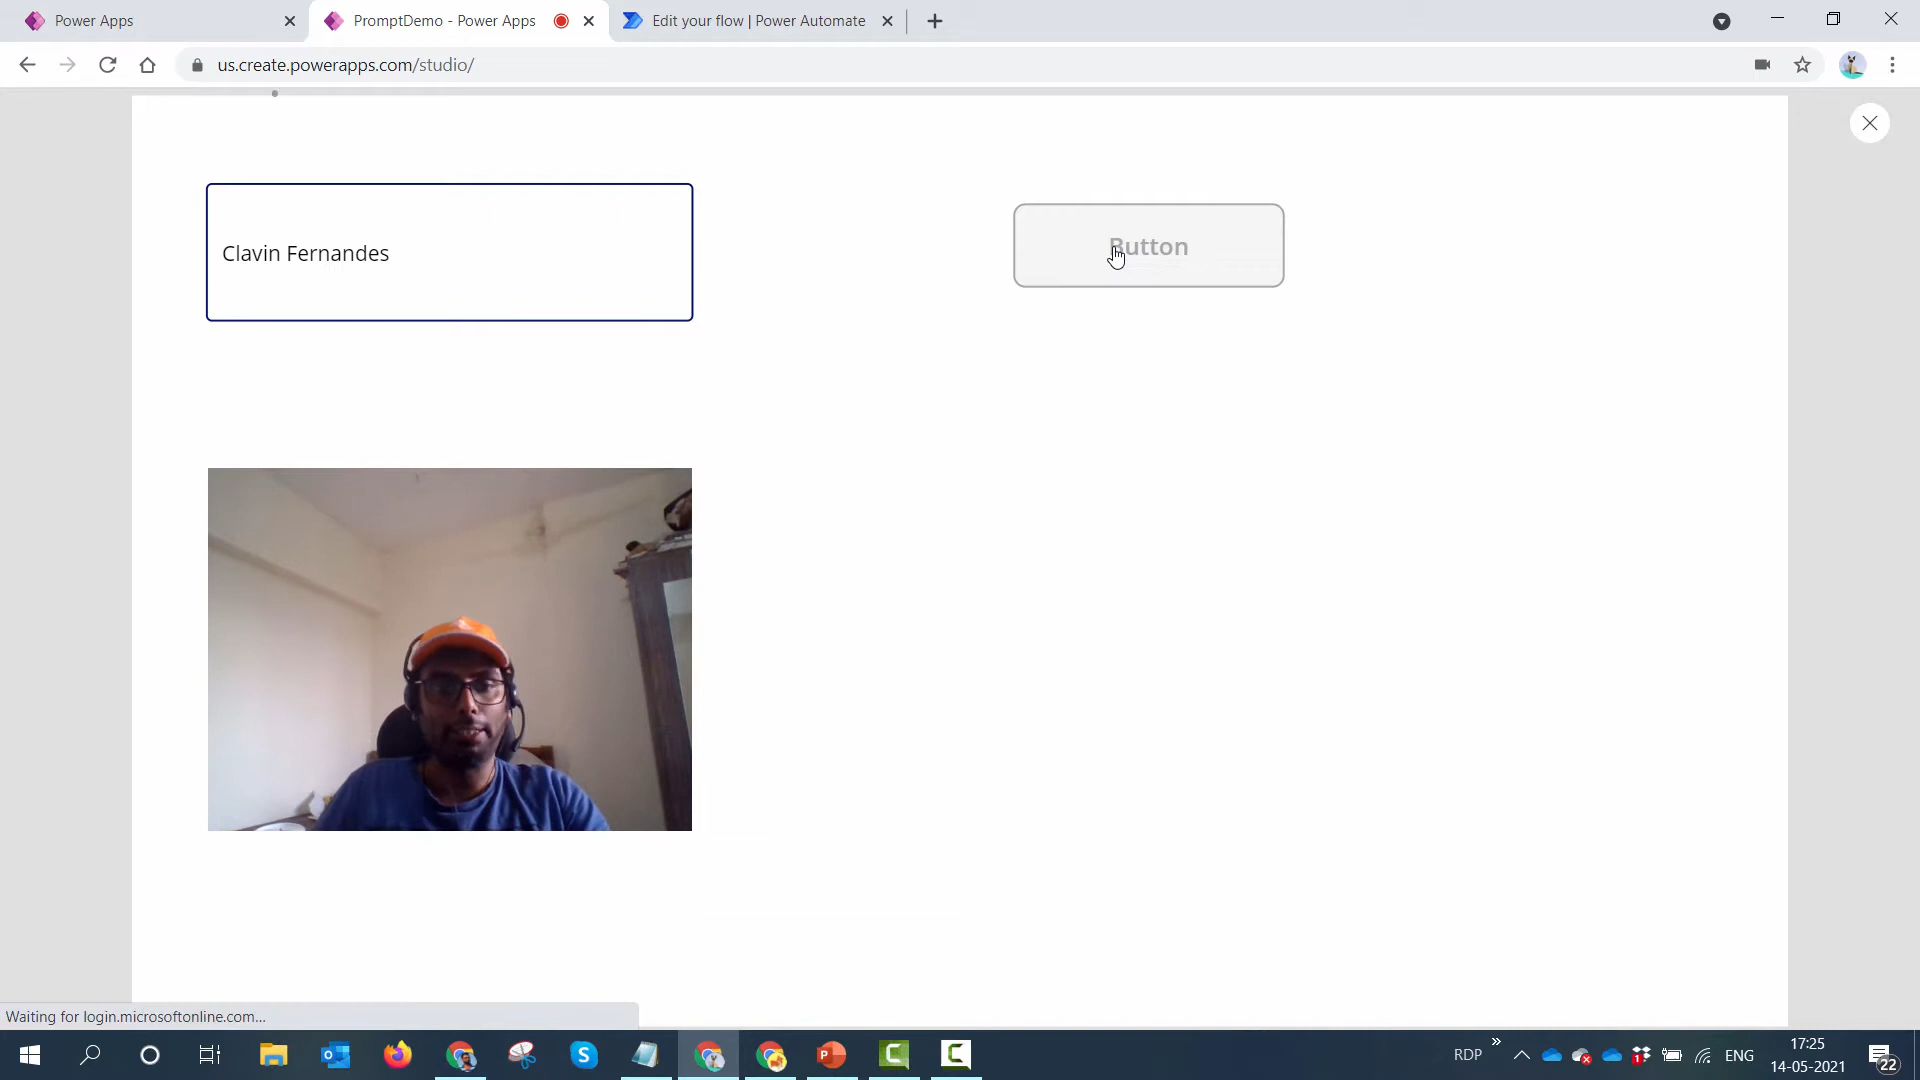 Power Apps
PromptDemo - Power Apps
Edit your flow | Power Automate
us.create.powerapps.com/studio/
Clavin Fernandes
Button
Waiting for login.microsoftonline.com...
RDP
ENG
17:25
14-05-2021
22